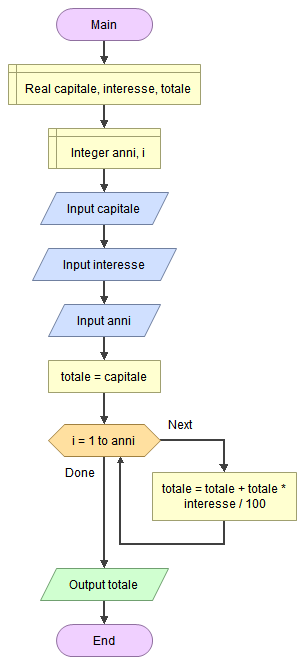 Main
Real capitale, interesse, totale
Integer anni, i
Input capitale
Input interesse
Input anni
totale = capitale
i = 1 to anni
Next
Done
totale = totale + totale *
interesse / 100
Output totale
End